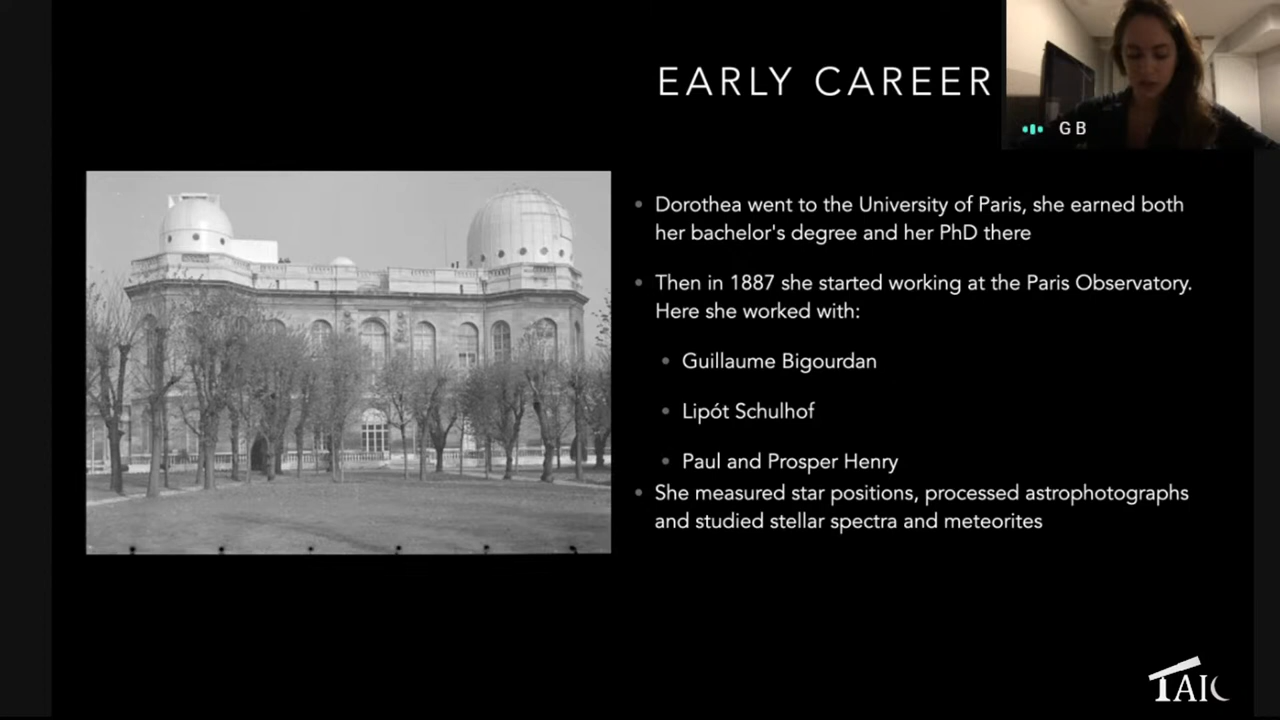 EARLY CAREER
G B
Dorothea went to the University of Paris, she earned both
her bachelor's degree and her PhD there
Then in 1887 she started working at the Paris Observatory.
Here she worked with:
Guillaume Bigourdan
Lipót Schulhof
Paul and Prosper Henry
She measured star positions, processed astrophotographs
and studied stellar spectra and meteorites
TAIC